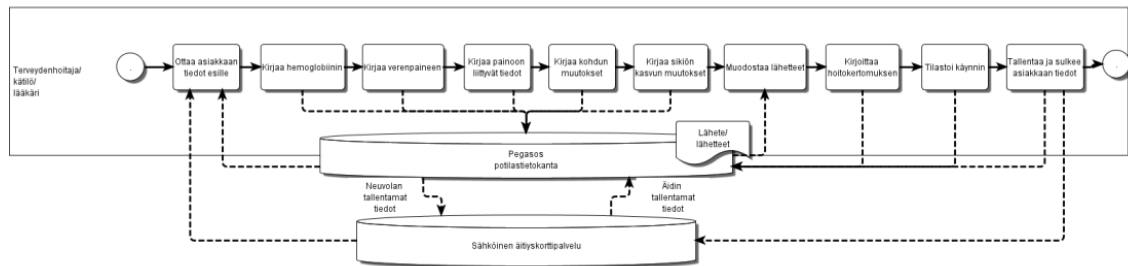 Terveydenhoitaja/
kätilö/
lääkäri
Ottaa asiakkaan
tiedot esille
Kirjaa hemoglobiinin
Kirjaa verenpaineen
Kirjaa painoon
liittyvät tiedot
Kirjaa kohdun
muutokset
Kirjaa sikiön
kasvun muutokset
Muodostaa lähetteet
Kirjoittaa
hoitokertomuksen
Tilastoi käynnin
Tallentaa ja sulkee
asiakkaan tiedot
Lähete/
lähetteet
Pegasos
potilastietokanta
Neuvolan
tallentamat
tiedot
Äidin
tallentamat
tiedot
Sähköinen äitiyskorttipalvelu